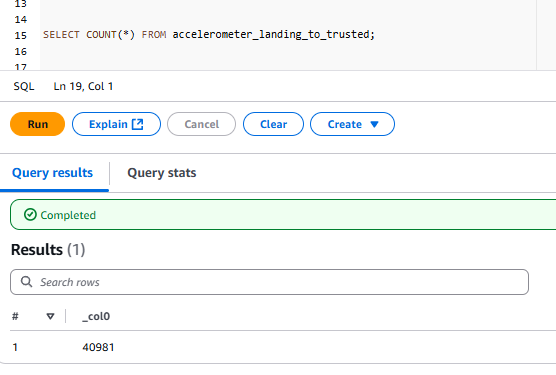 13
14
15 SELECT COUNT(*) FROM accelerometer_landing_to_trusted;
16
17
SQL Ln 19, Col 1
Run Explain Cancel Clear Create
Query results Query stats
Completed
Results (1)
Search rows
# _col0
1 40981